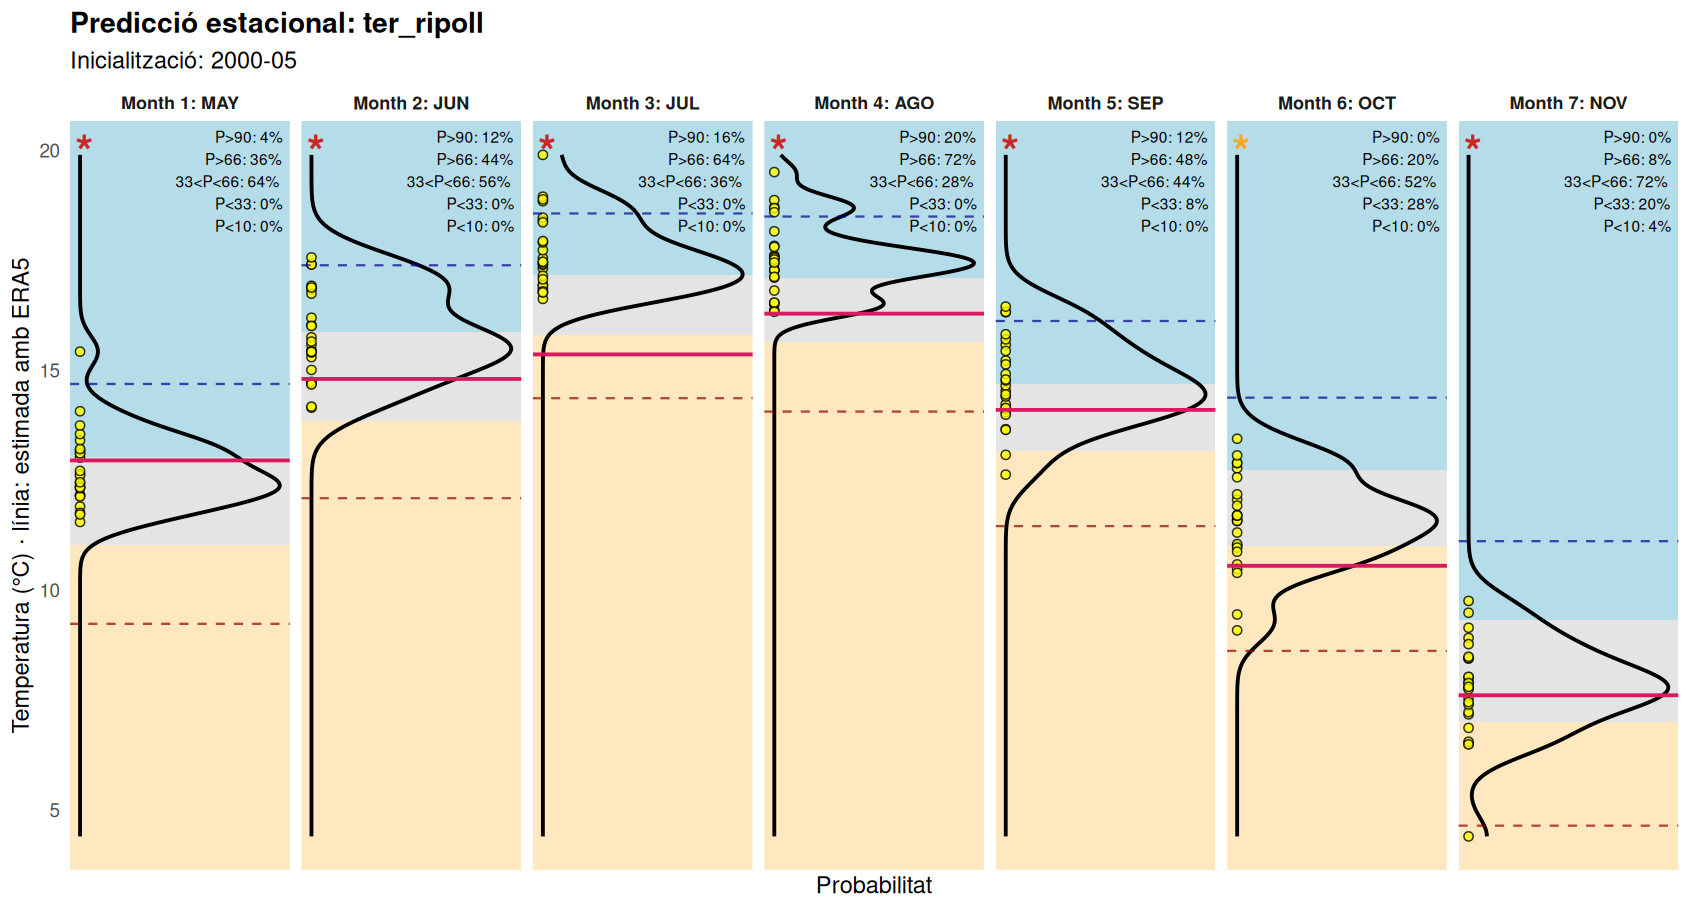 Predicció estacional: ter_ripoll
Inicialització: 2000-05
Month 1: MAY
P>90: 4%
P>66: 36%
33<P<66: 64%
P<33: 0%
P<10: 0%
Month 2: JUN
P>90: 12%
P>66: 44%
33<P<66: 56%
P<33: 0%
P<10: 0%
Month 3: JUL
P>90: 16%
P>66: 64%
33<P<66: 36%
P<33: 0%
P<10: 0%
Month 4: AGO
P>90: 20%
P>66: 72%
33<P<66: 28%
P<33: 0%
P<10: 0%
Month 5: SEP
P>90: 12%
P>66: 48%
33<P<66: 44%
P<33: 8%
P<10: 0%
Month 6: OCT
P>90: 0%
P>66: 20%
33<P<66: 52%
P<33: 28%
P<10: 0%
Month 7: NOV
P>90: 0%
P>66: 8%
33<P<66: 72%
P<33: 20%
P<10: 4%
20
15
10
5
Temperatura (°C) · línia: estimada amb ERA5
Probabilitat